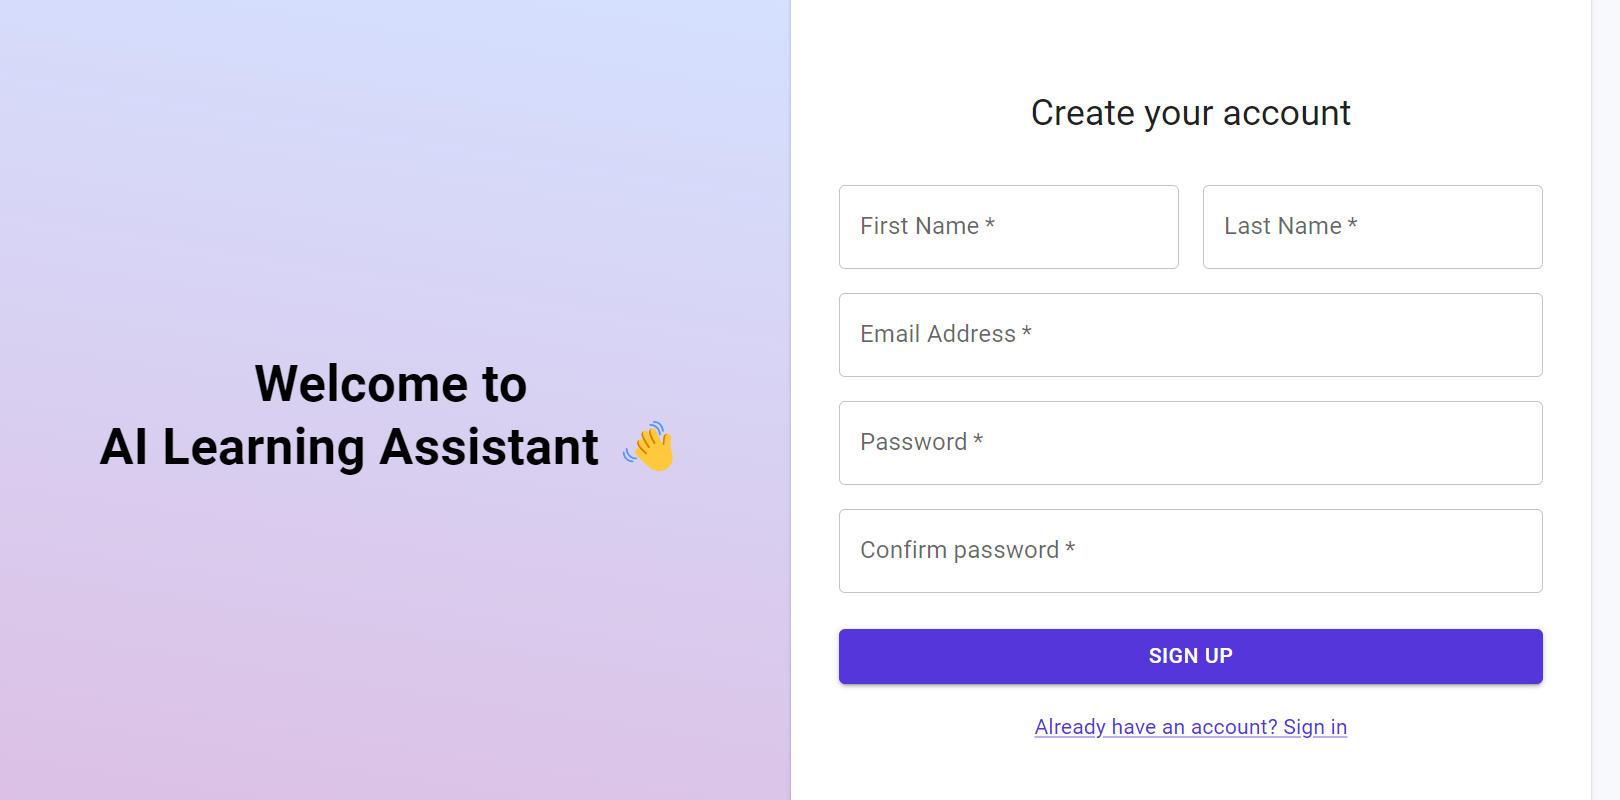 Welcome to
AI Learning Assistant 👋
Create your account
First Name *
Last Name *
Email Address *
Password *
Confirm password *
SIGN UP
Already have an account? Sign in